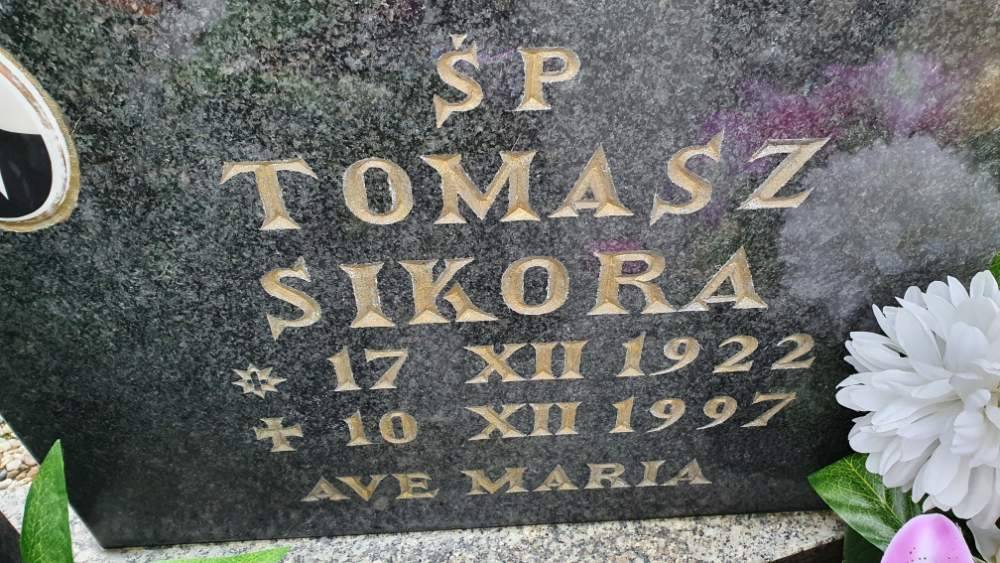 ŚP
TOMASZ
SIKORA
17 XII 1922
10 XII 1997
AVE MARIA